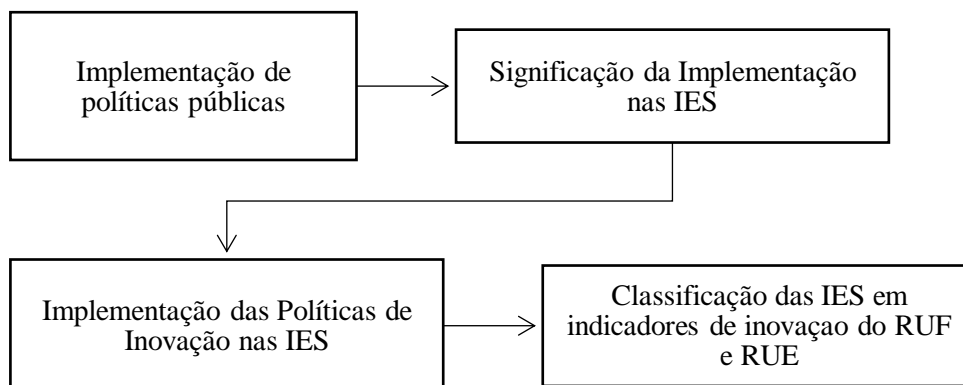 Implementação de
políticas públicas
Significação da Implementação
nas IES
Implementação das Políticas de
Inovação nas IES
Classificação das IES em
indicadores de inovaçao do RUF
e RUE